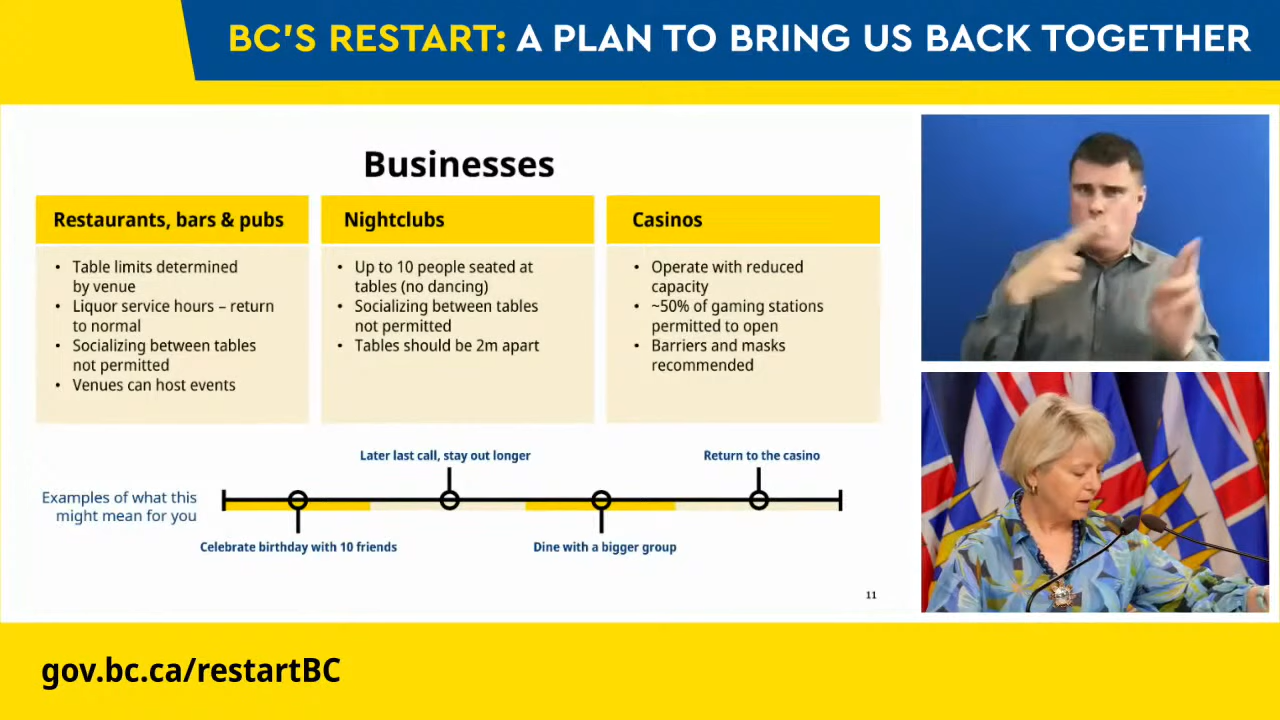 BC'S RESTART: A PLAN TO BRING US BACK TOGETHER
Businesses
Restaurants, bars & pubs
• Table limits determined
by venue
• Liquor service hours – return
to normal
• Socializing between tables
not permitted
• Venues can host events
Nightclubs
• Up to 10 people seated at
tables (no dancing)
• Socializing between tables
not permitted
• Tables should be 2m apart
Casinos
• Operate with reduced
capacity
• ~50% of gaming stations
permitted to open
• Barriers and masks
recommended
Examples of what this
might mean for you
Celebrate birthday with 10 friends
Later last call, stay out longer
Dine with a bigger group
Return to the casino
11
gov.bc.ca/restartBC